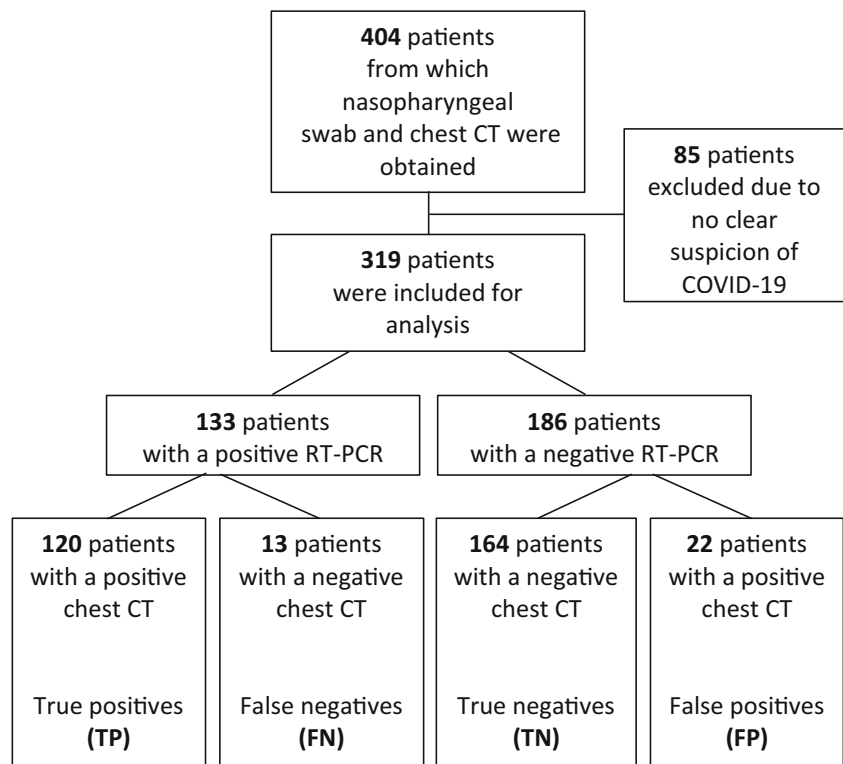 404 patients
from which
nasopharyngeal
swab and chest CT were
obtained
85 patients
excluded due to
no clear
suspicion of
COVID-19
319 patients
were included for
analysis
133 patients
with a positive RT-PCR
186 patients
with a negative RT-PCR
120 patients
with a positive
chest CT
True positives
(TP)
13 patients
with a negative
chest CT
False negatives
(FN)
164 patients
with a negative
chest CT
True negatives
(TN)
22 patients
with a positive
chest CT
False positives
(FP)